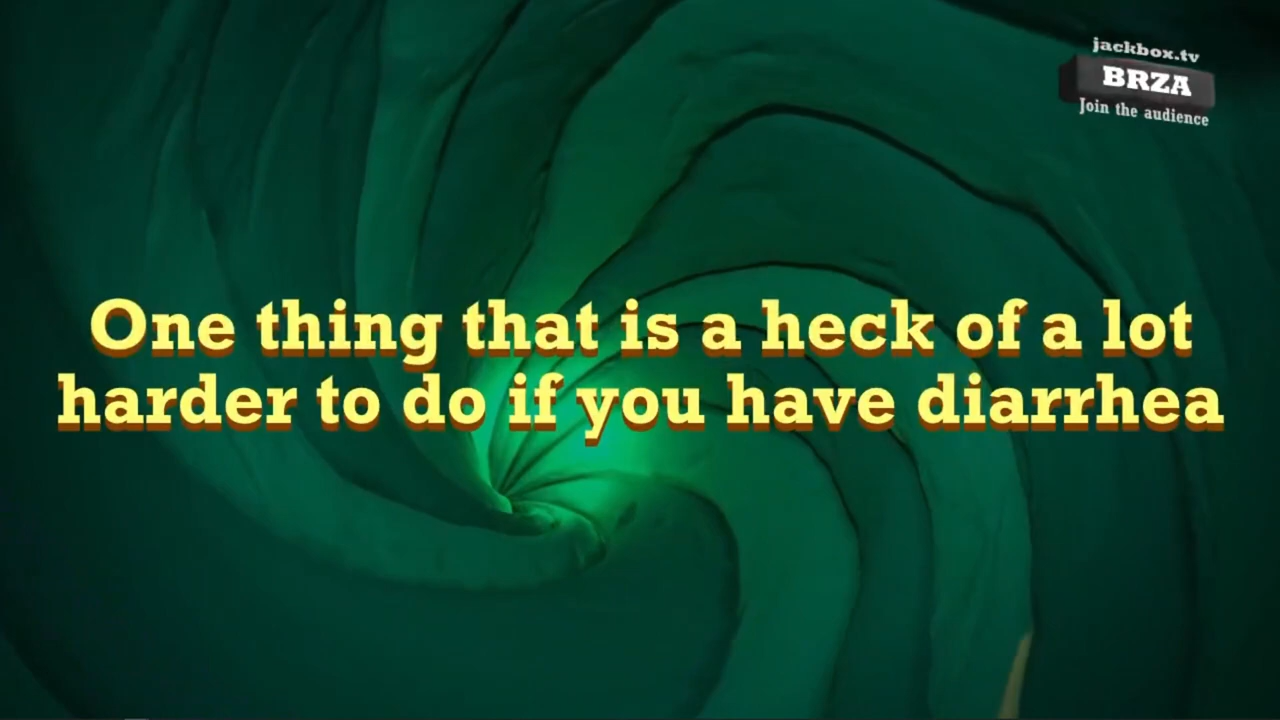 jackbox.tv
BRZA
Join the audience
One thing that is a heck of a lot
harder to do if you have diarrhea